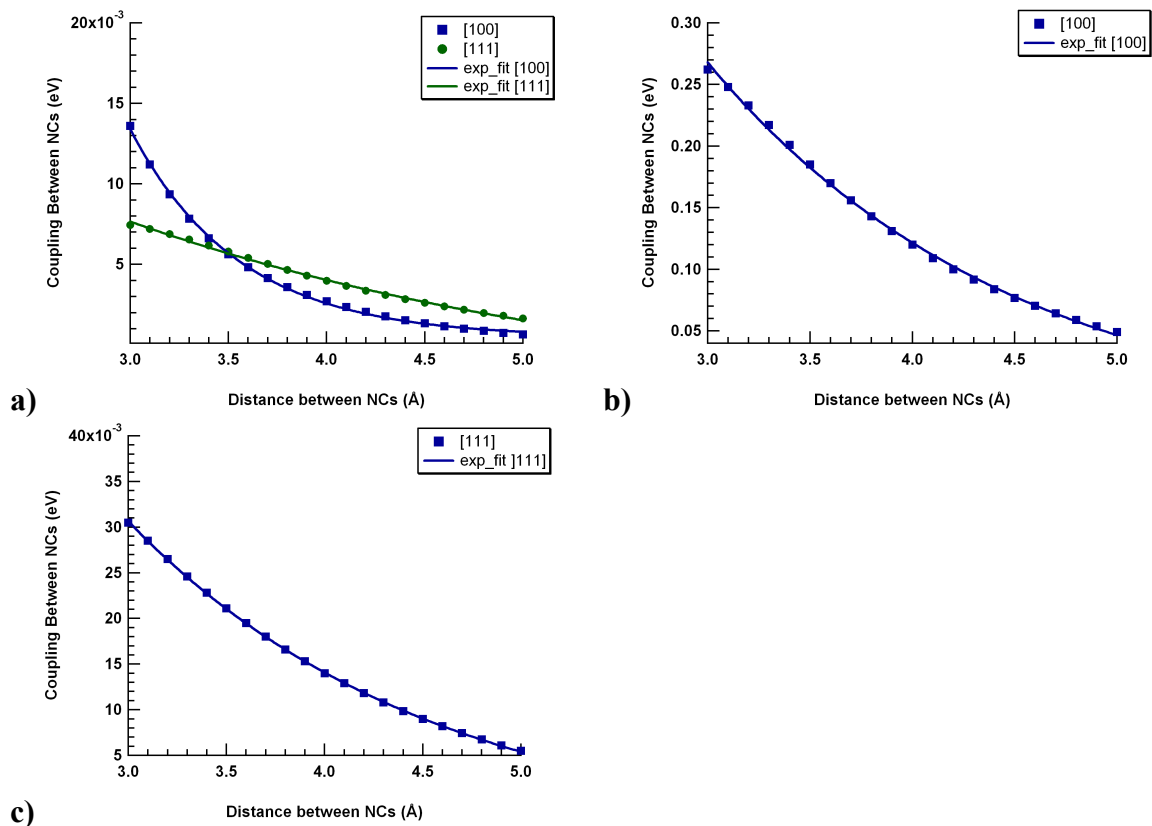 20x10-3
15
10
5
3.0 3.5 4.0 4.5 5.0
Coupling Between NCs (eV)
Distance between NCs (Å)
[100]
[111]
exp_fit [100]
exp_fit [111]
a)
0.30
0.25
0.20
0.15
0.10
0.05
3.0 3.5 4.0 4.5 5.0
Coupling Between NCs (eV)
Distance between NCs (Å)
[100]
exp_fit [100]
b)
40x10-3
35
30
25
20
15
10
5
3.0 3.5 4.0 4.5 5.0
Coupling Between NCs (eV)
Distance between NCs (Å)
[111]
exp_fit ]111]
c)